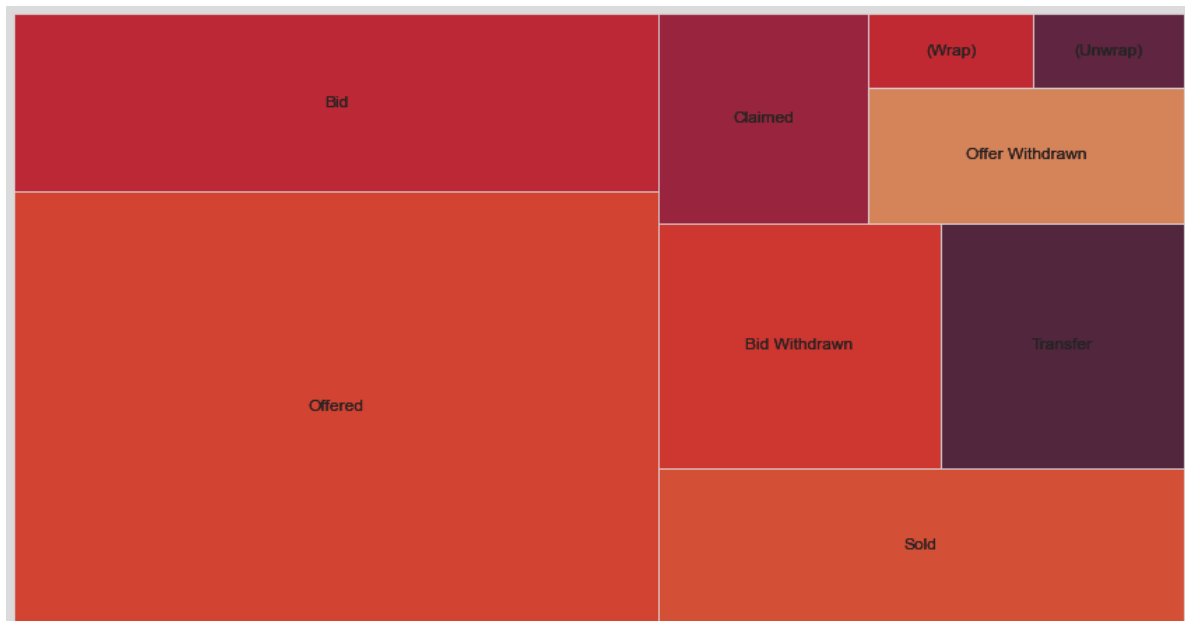 Bid
Claimed
(Wrap)
(Unwrap)
Offer Withdrawn
Offered
Bid Withdrawn
Transfer
Sold